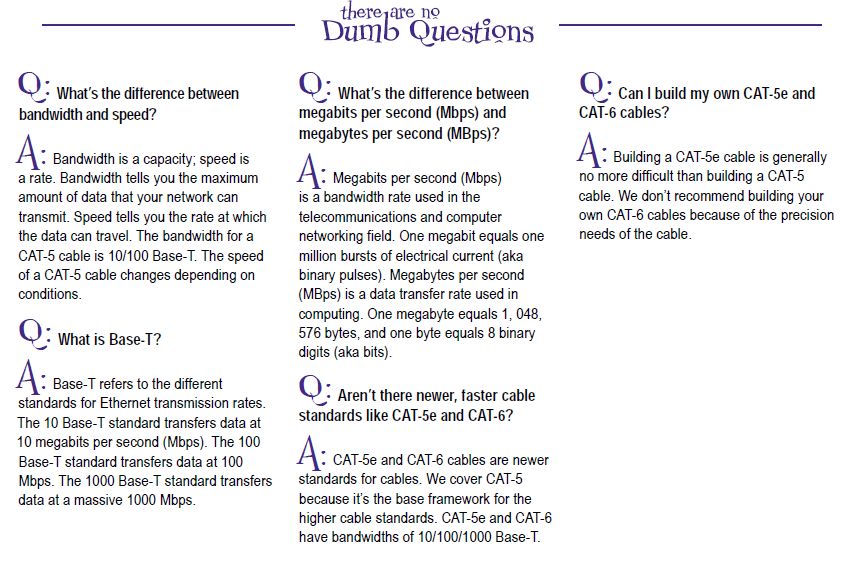 there are no
Dumb Questions
Q: What's the difference between
bandwidth and speed?
A: Bandwidth is a capacity; speed is
a rate. Bandwidth tells you the maximum
amount of data that your network can
transmit. Speed tells you the rate at which
the data can travel. The bandwidth for a
CAT-5 cable is 10/100 Base-T. The speed
of a CAT-5 cable changes depending on
conditions.
Q: What is Base-T?
A: Base-T refers to the different
standards for Ethernet transmission rates.
The 10 Base-T standard transfers data at
10 megabits per second (Mbps). The 100
Base-T standard transfers data at 100
Mbps. The 1000 Base-T standard transfers
data at a massive 1000 Mbps.
Q: What's the difference between
megabits per second (Mbps) and
megabytes per second (MBps)?
A: Megabits per second (Mbps)
is a bandwidth rate used in the
telecommunications and computer
networking field. One megabit equals one
million bursts of electrical current (aka
binary pulses). Megabytes per second
(MBps) is a data transfer rate used in
computing. One megabyte equals 1, 048,
576 bytes, and one byte equals 8 binary
digits (aka bits).
Q: Aren't there newer, faster cable
standards like CAT-5e and CAT-6?
A: CAT-5e and CAT-6 cables are newer
standards for cables. We cover CAT-5
because it's the base framework for the
higher cable standards. CAT-5e and CAT-6
have bandwidths of 10/100/1000 Base-T.
Q: Can I build my own CAT-5e and
CAT-6 cables?
A: Building a CAT-5e cable is generally
no more difficult than building a CAT-5
cable. We don't recommend building your
own CAT-6 cables because of the precision
needs of the cable.